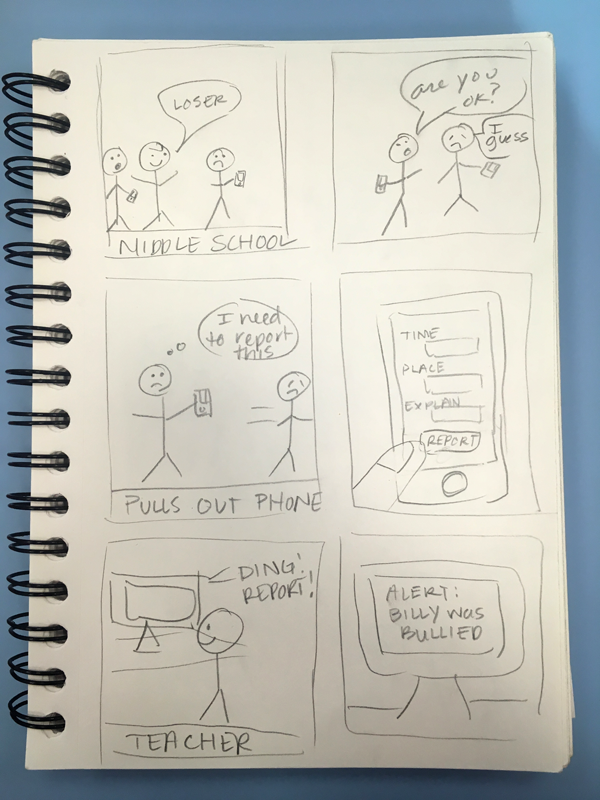 LOSER
MIDDLE SCHOOL
are you
OK?
I
guess
I need
to report
this
PULLS OUT PHONE
TIME
PLACE
EXPLAIN
REPORT
DING!
REPORT!
TEACHER
ALERT:
BILLY WAS
BULLIED